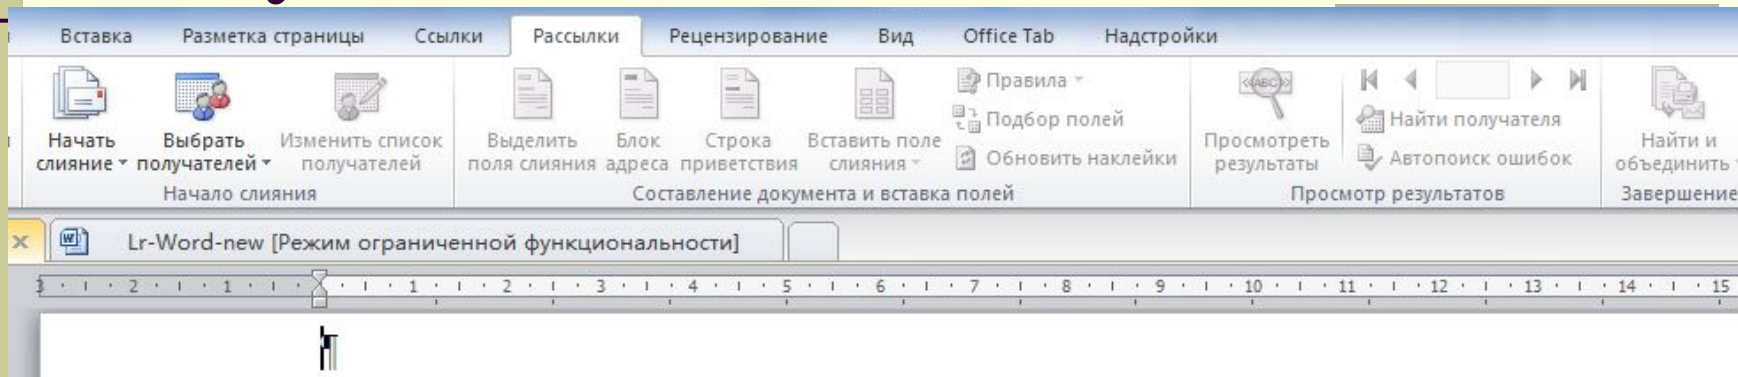 Вставка Разметка страницы Ссылки Рассылки Рецензирование Вид Office Tab Надстройки
Начать слияние
Выбрать получателей
Изменить список получателей
Начало слияния
Выделить поля слияния
Блок адреса
Строка приветствия
Вставить поле слияния
Правила
Подбор полей
Обновить наклейки
Составление документа и вставка полей
«ABC»
Просмотреть результаты
Найти получателя
Автопоиск ошибок
Просмотр результатов
Найти и объединить
Завершение
Lr-Word-new [Режим ограниченной функциональности]
3 2 1 1 2 3 4 5 6 7 8 9 10 11 12 13 14 15
¶